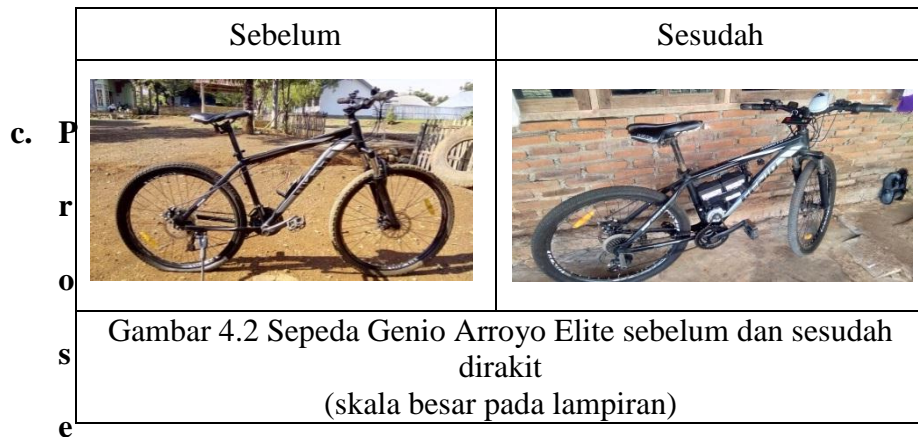 Sebelum
Sesudah
c. P
r
o
s
e
Gambar 4.2 Sepeda Genio Arroyo Elite sebelum dan sesudah
dirakit
(skala besar pada lampiran)